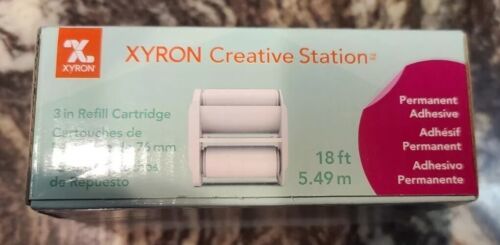 XYRON
XYRON Creative Station
3 in Refill Cartridge
Cartouches de
76 mm
de Repuesto
18 ft
5.49 m
Permanent
Adhesive
Adhésif
Permanent
Adhesivo
Permanente